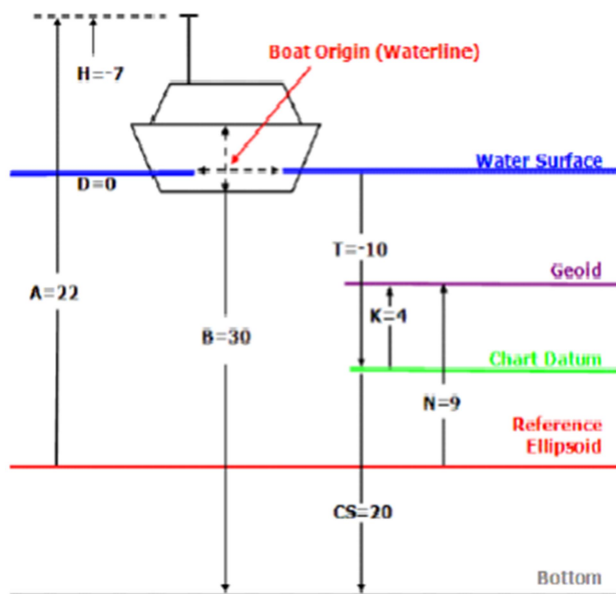 H=-7
Boat Origin (Waterline)
Water Surface
D=0
T=-10
Geoid
A=22
K=4
B=30
Chart Datum
N=9
Reference
Ellipsoid
CS=20
Bottom